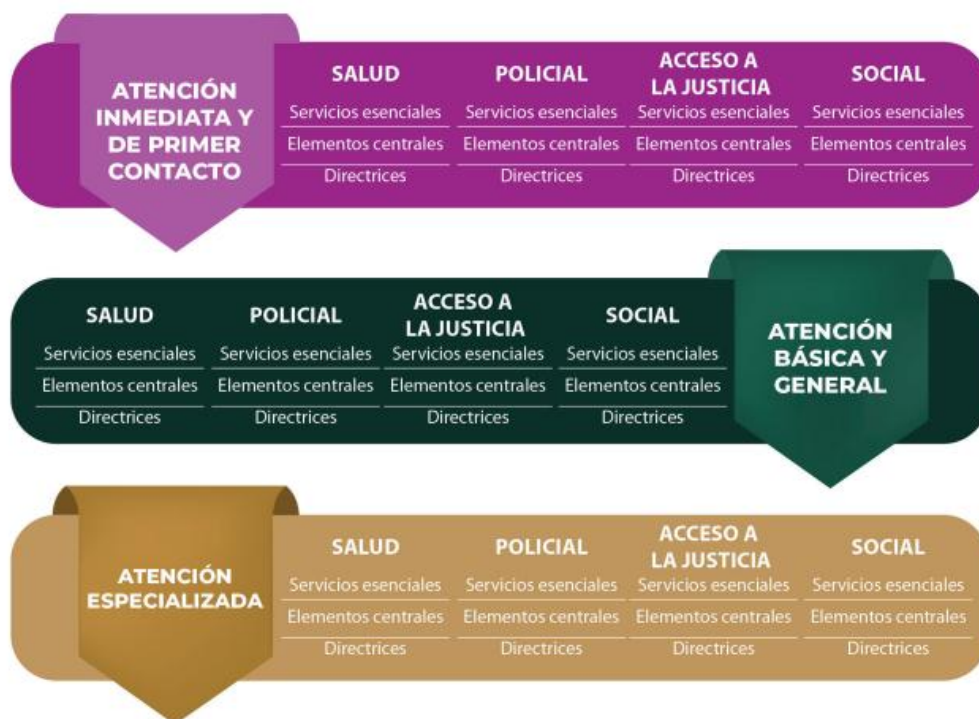 ATENCIÓN
INMEDIATA Y
DE PRIMER
CONTACTO
SALUD
Servicios esenciales
Elementos centrales
Directrices
POLICIAL
Servicios esenciales
Elementos centrales
Directrices
ACCESO A
LA JUSTICIA
Servicios esenciales
Elementos centrales
Directrices
SOCIAL
Servicios esenciales
Elementos centrales
Directrices
SALUD
Servicios esenciales
Elementos centrales
Directrices
POLICIAL
Servicios esenciales
Elementos centrales
Directrices
ACCESO A
LA JUSTICIA
Servicios esenciales
Elementos centrales
Directrices
SOCIAL
Servicios esenciales
Elementos centrales
Directrices
ATENCIÓN
BÁSICA Y
GENERAL
ATENCIÓN
ESPECIALIZADA
SALUD
Servicios esenciales
Elementos centrales
Directrices
POLICIAL
Servicios esenciales
Elementos centrales
Directrices
ACCESO A
LA JUSTICIA
Servicios esenciales
Elementos centrales
Directrices
SOCIAL
Servicios esenciales
Elementos centrales
Directrices